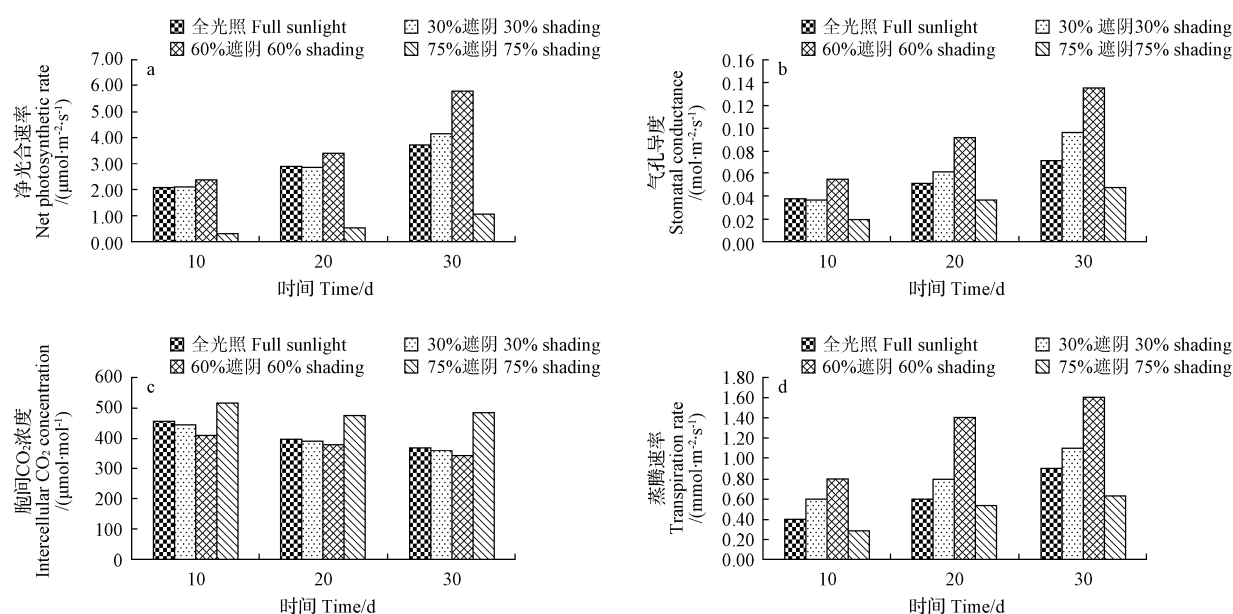 全光照 Full sunlight
30%遮阴 30% shading
60%遮阴 60% shading
75%遮阴 75% shading
a
净光合速率
Net photosynthetic rate
/(μmol·m⁻²·s⁻¹)
7.00
6.00
5.00
4.00
3.00
2.00
1.00
0.00
10
20
30
时间 Time/d
全光照 Full sunlight
30% 遮阴30% shading
60%遮阴 60% shading
75% 遮阴75% shading
b
气孔导度
Stomatal conductance
/(mol·m⁻²·s⁻¹)
0.16
0.14
0.12
0.10
0.08
0.06
0.04
0.02
0.00
10
20
30
时间 Time/d
全光照 Full sunlight
30%遮阴 30% shading
60%遮阴 60% shading
75%遮阴 75% shading
c
胞间CO₂浓度
Intercellular CO₂ concentration
/(μmol·mol⁻¹)
600
500
400
300
200
100
0
10
20
30
时间 Time/d
全光照 Full sunlight
30%遮阴 30% shading
60%遮阴 60% shading
75%遮阴 75% shading
d
蒸腾速率
Transpiration rate
/(mmol·m⁻²·s⁻¹)
1.80
1.60
1.40
1.20
1.00
0.80
0.60
0.40
0.20
0.00
10
20
30
时间 Time/d